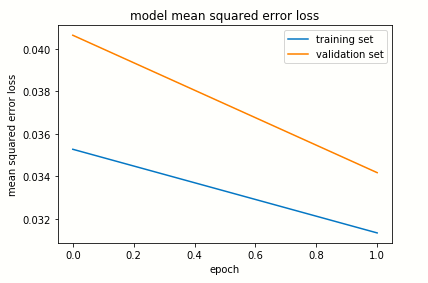 model mean squared error loss
training set
validation set
mean squared error loss
0.040
0.038
0.036
0.034
0.032
0.0 0.2 0.4 0.6 0.8 1.0
epoch